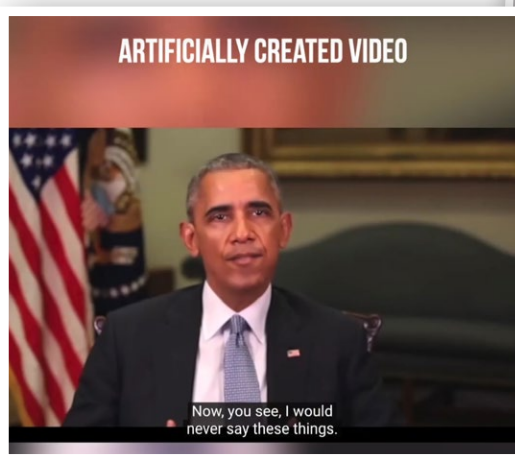 ARTIFICIALLY CREATED VIDEO
Now, you see, I would
never say these things.